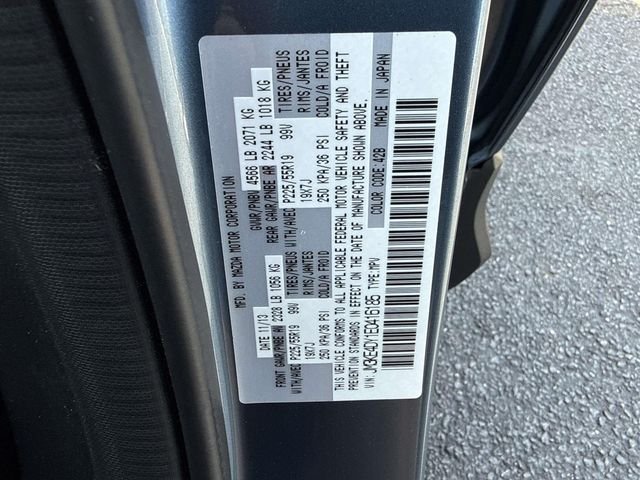 MFD. BY MAZDA MOTOR CORPORATION
DATE 11/13 GVWR/PNBV 4566 LB 2071 KG
FRONT GAWR/PNBE AV 2328 LB 1056 KG REAR GAWR/PNBE AR 2244 LB 1018 KG
WITH/AVEC P225/55R19 99V TIRES/PNEUS WITH/AVEC P225/55R19 99V TIRES/PNEUS
19X7J RIMS/JANTES 19X7J RIMS/JANTES
250 KPA/36 PSI COLD/A FROID 250 KPA/36 PSI COLD/A FROID
THIS VEHICLE CONFORMS TO ALL APPLICABLE FEDERAL MOTOR VEHICLE SAFETY AND THEFT
PREVENTION STANDARDS IN EFFECT ON THE DATE OF MANUFACTURE SHOWN ABOVE.
VIN: JM3KE4DY1E0416185 TYPE:MPV COLOR CODE:42B MADE IN JAPAN